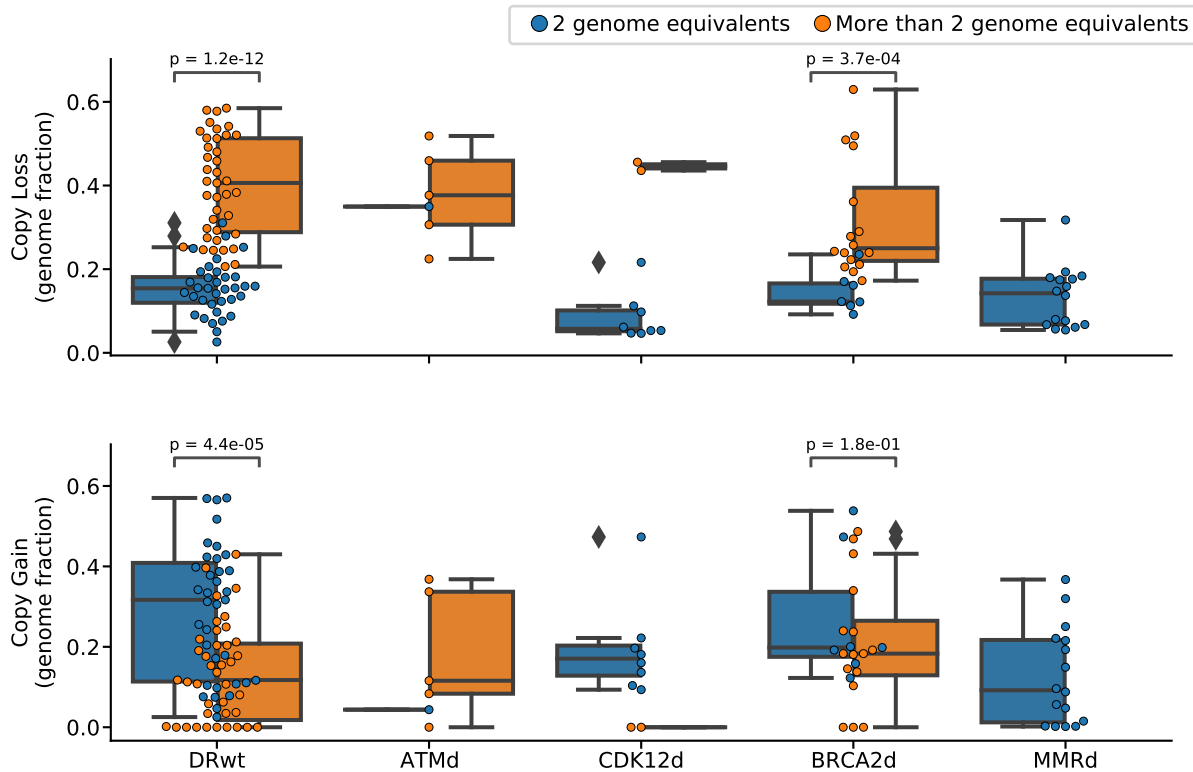 2 genome equivalents More than 2 genome equivalents
p = 1.2e-12 p = 3.7e-04
Copy Loss
(genome fraction)
0.6
0.4
0.2
0.0
p = 4.4e-05 p = 1.8e-01
Copy Gain
(genome fraction)
0.6
0.4
0.2
0.0
DRwt ATMd CDK12d BRCA2d MMRd